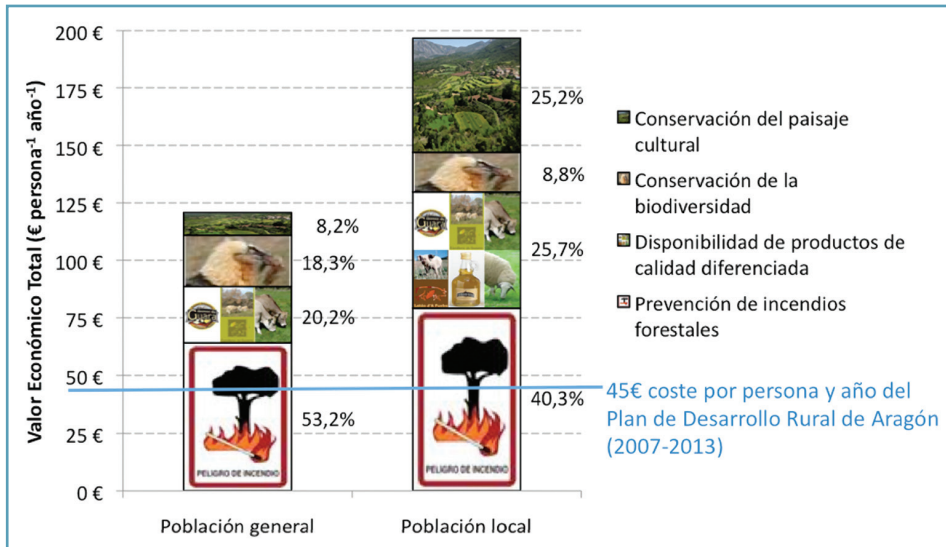 Valor Económico Total (€ persona⁻¹ año⁻¹)
200 €
175 €
150 €
125 €
100 €
75 €
50 €
25 €
0 €
8,2%
18,3%
20,2%
53,2%
PELIGRO DE INCENDIO
25,2%
8,8%
25,7%
40,3%
PELIGRO DE INCENDIO
Población general
Población local
Conservación del paisaje
cultural
Conservación de la
biodiversidad
Disponibilidad de productos de
calidad diferenciada
Prevención de incendios
forestales
45€ coste por persona y año del
Plan de Desarrollo Rural de Aragón
(2007-2013)